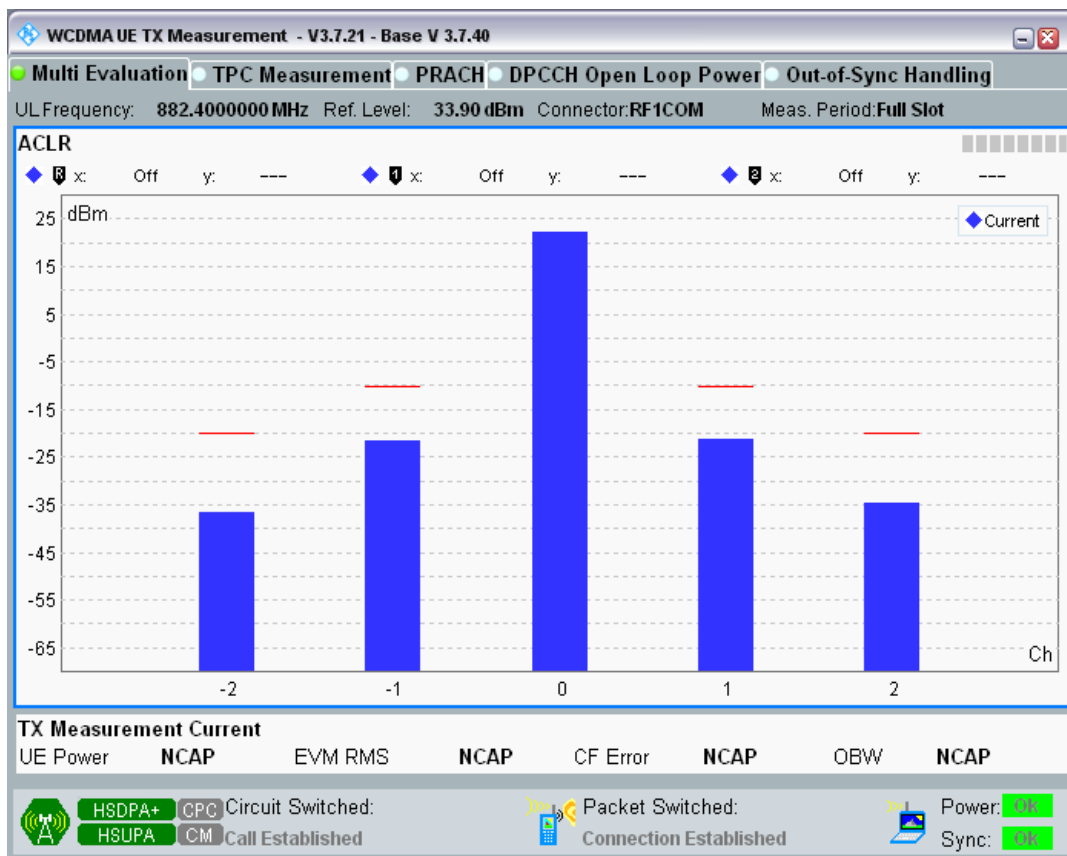 WCDMA UE TX Measurement - V3.7.21 - Base V 3.7.40
Multi Evaluation TPC Measurement PRACH DPCCH Open Loop Power Out-of-Sync Handling
UL Frequency: 882.4000000 MHz Ref. Level: 33.90 dBm Connector:RF1COM Meas. Period:Full Slot
ACLR
R x: Off y: --- 1 x: Off y: --- 2 x: Off y: ---
dBm
Current
25
15
5
-5
-15
-25
-35
-45
-55
-65
Ch
-2 -1 0 1 2
TX Measurement Current
UE Power NCAP EVM RMS NCAP CF Error NCAP OBW NCAP
HSDPA+ CPC Circuit Switched: Packet Switched: Power: Ok
HSUPA CM Call Established Connection Established Sync: Ok